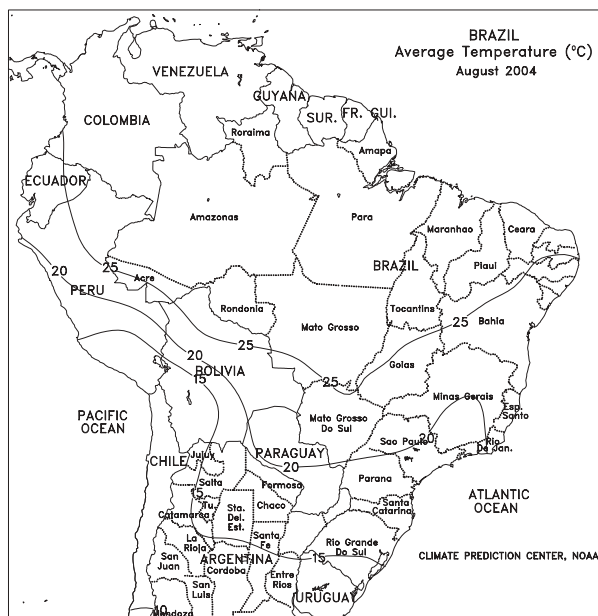 BRAZIL
Average Temperature (°C)
August 2004
VENEZUELA
GUYANA
SUR.
FR. GUI.
COLOMBIA
Roraima
Amapa
ECUADOR
Amazonas
Para
Maranhao
Ceara
20
25
Acre
BRAZIL
Piaui
PERU
Rondonia
Mato Grosso
Tocantins
25
Bahia
20
25
BOLIVIA
15
25
Goias
Minas Gerais
Esp.
Santo
PACIFIC
OCEAN
Mato Grosso
Do Sul
Sao Paulo
20
Rio
De Jan.
CHILE
Jujuy
PARAGUAY
20
Salta
Formosa
Parana
ATLANTIC
OCEAN
15
Tu.
Catamarca
Sta.
Del.
Est.
Chaco
Santa
Catarina
La
Rioja
Santa
Fe
Rio Grande
Do Sul
San
Juan
ARGENTINA
Cordoba
15
CLIMATE PREDICTION CENTER, NOAA
San
Luis
Entre
Rios
URUGUAY
10
Mendoza